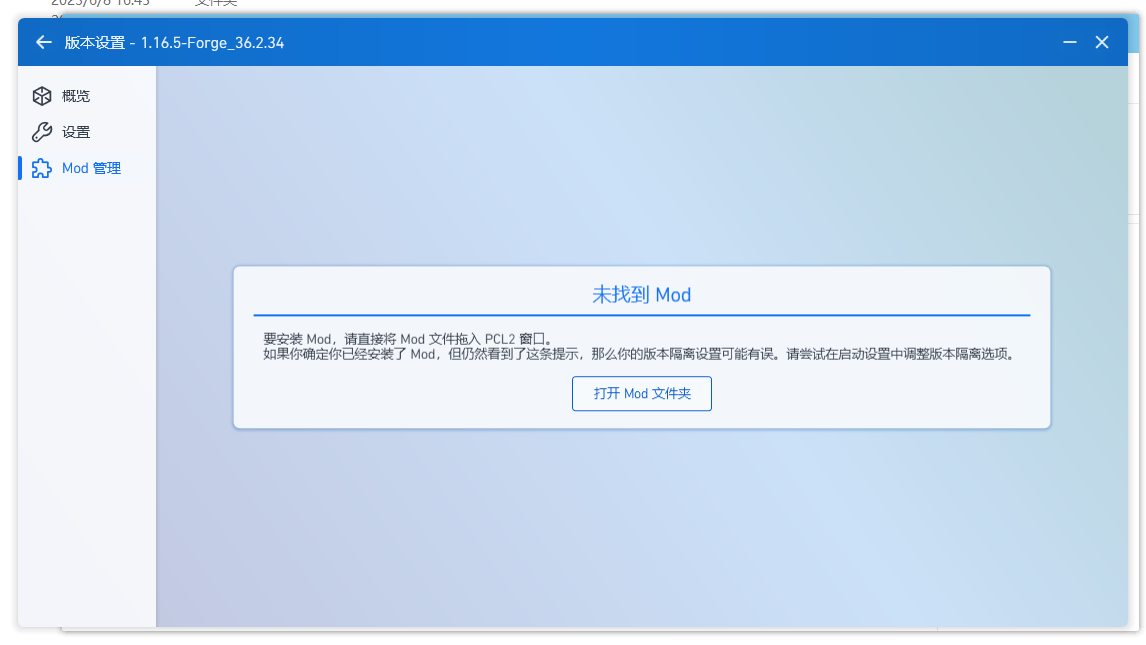 2023/6/8 16:43 文件夹
版本设置 - 1.16.5-Forge_36.2.34
概览
设置
Mod 管理
未找到 Mod
要安装 Mod，请直接将 Mod 文件拖入 PCL2 窗口。
如果你确定你已经安装了 Mod，但仍然看到了这条提示，那么你的版本隔离设置可能有误。请尝试在启动设置中调整版本隔离选项。
打开 Mod 文件夹